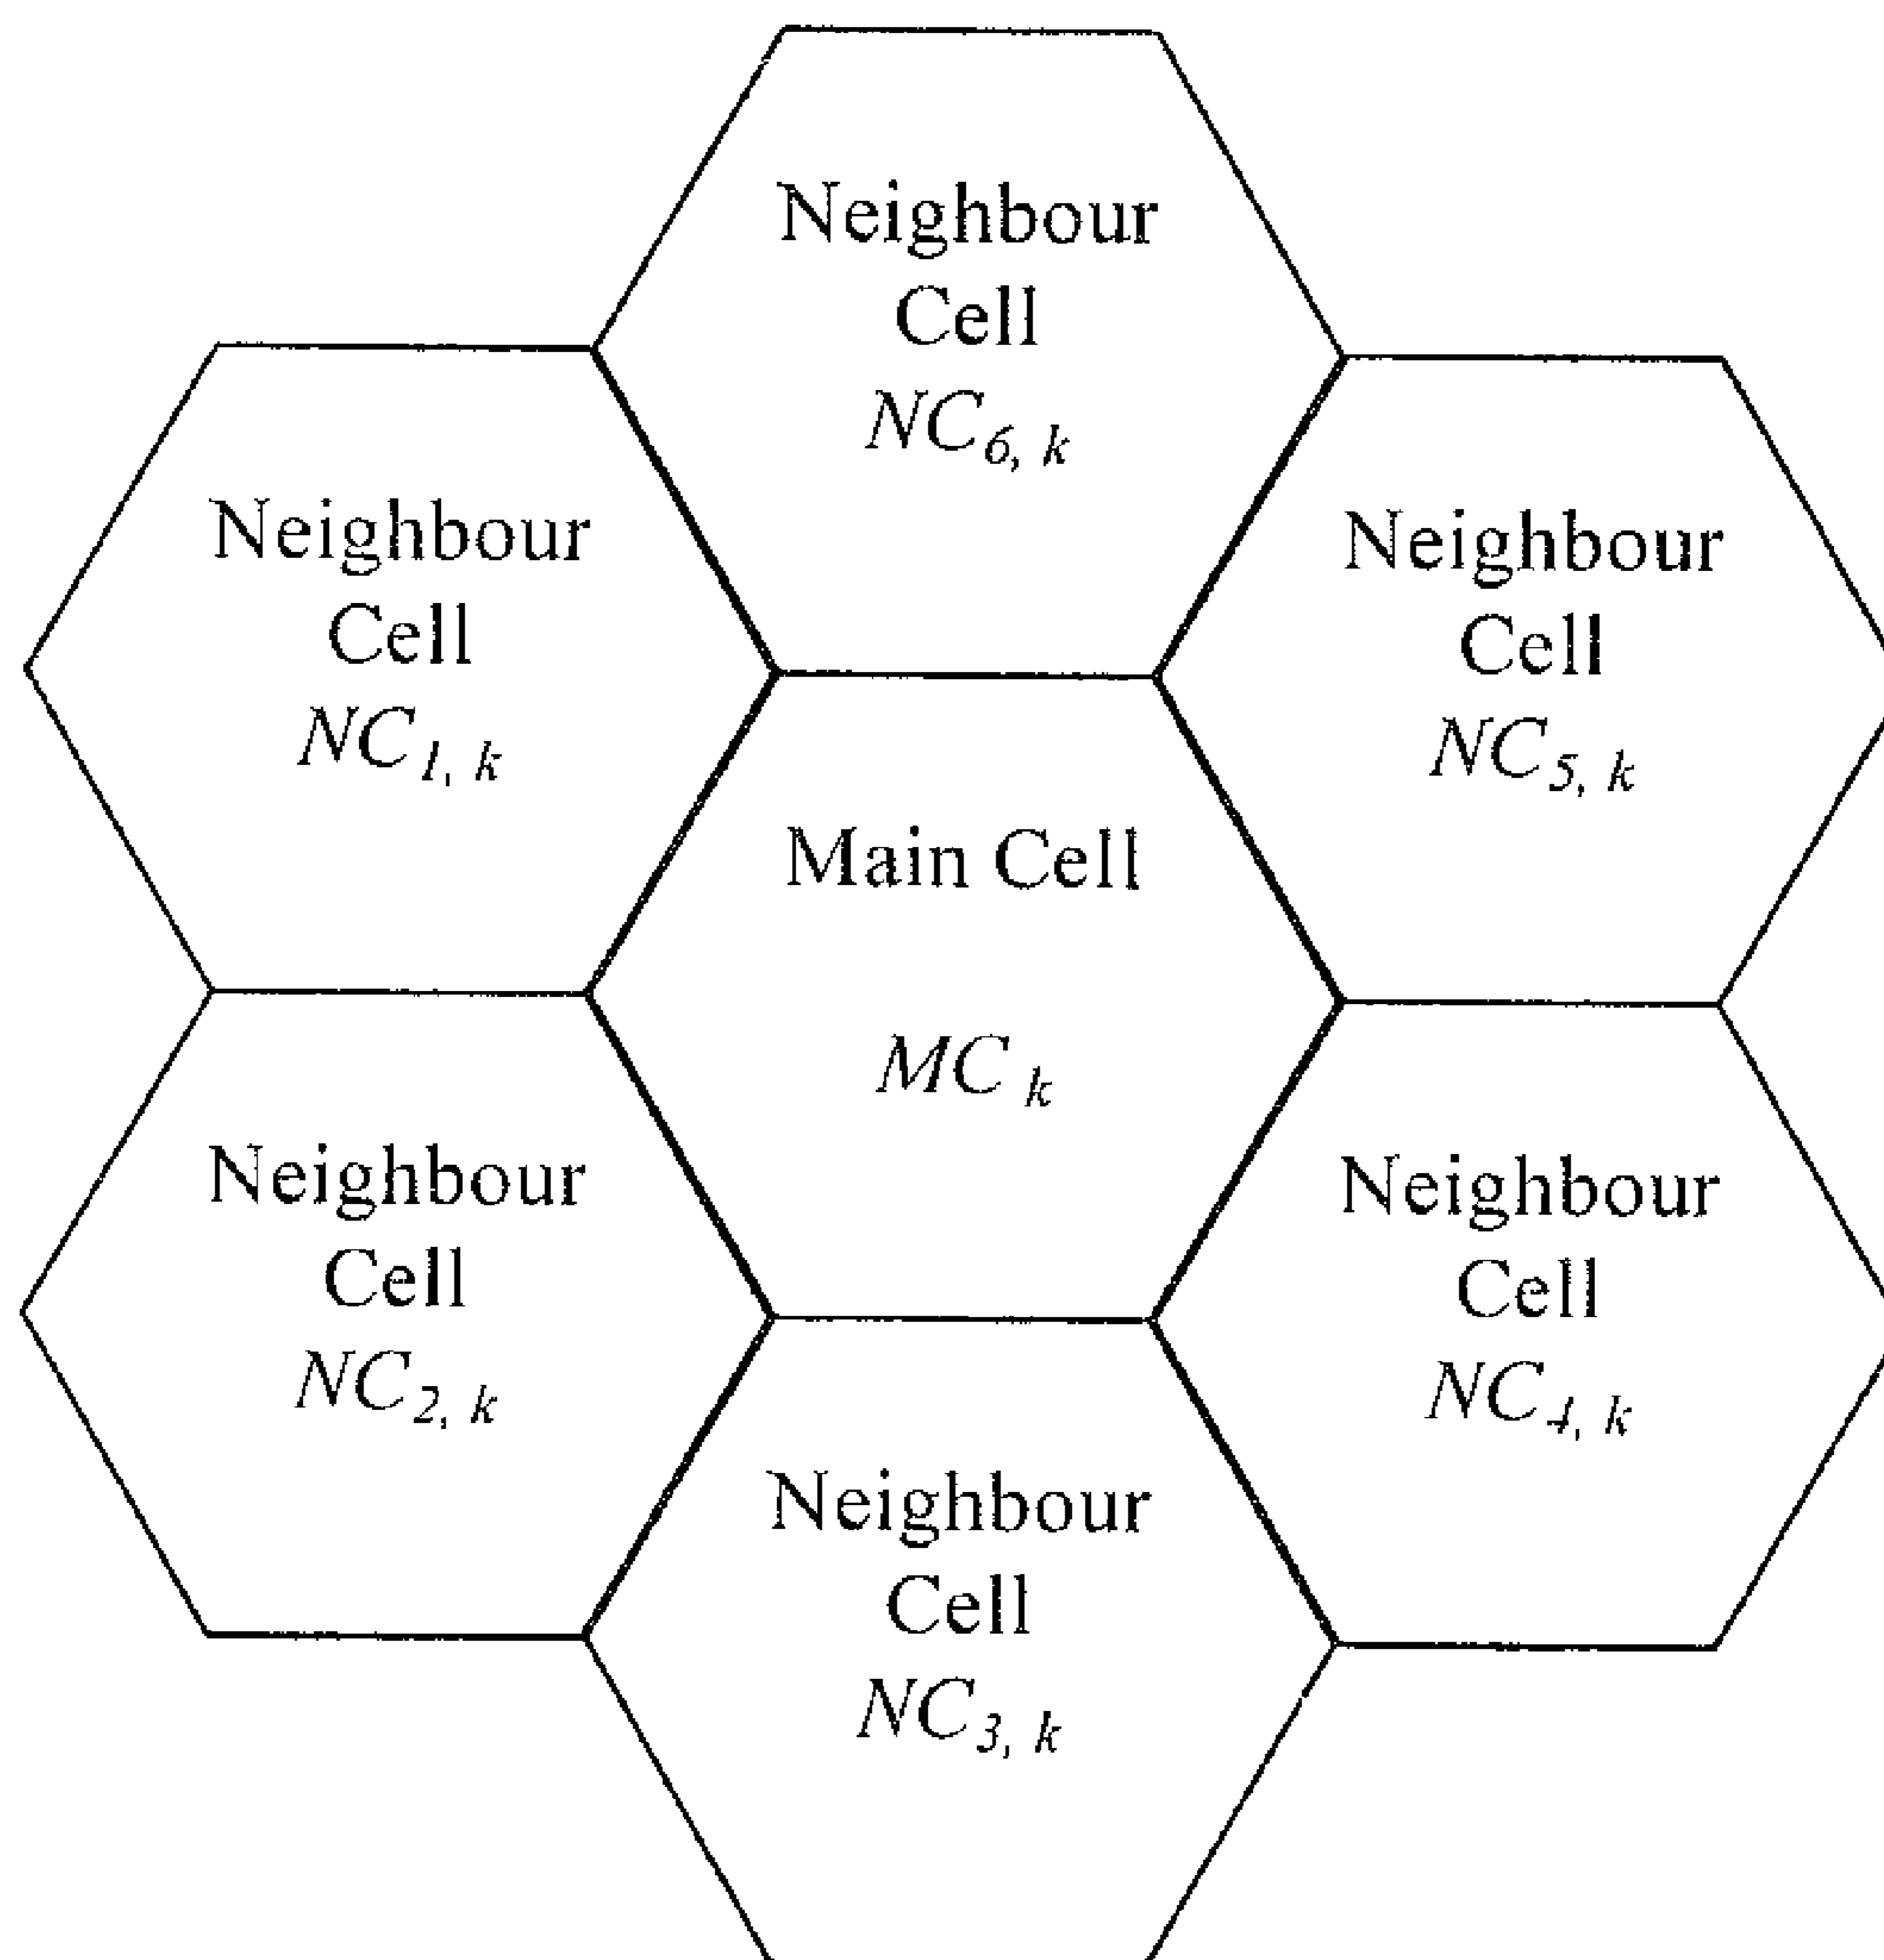 Neighbour
Cell
NC6, k
Neighbour
Cell
NC1, k
Neighbour
Cell
NC5, k
Main Cell
MC k
Neighbour
Cell
NC2, k
Neighbour
Cell
NC4, k
Neighbour
Cell
NC3, k